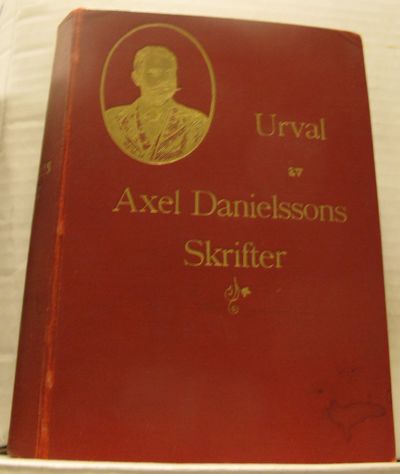 Urval
av
Axel Danielssons
Skrifter